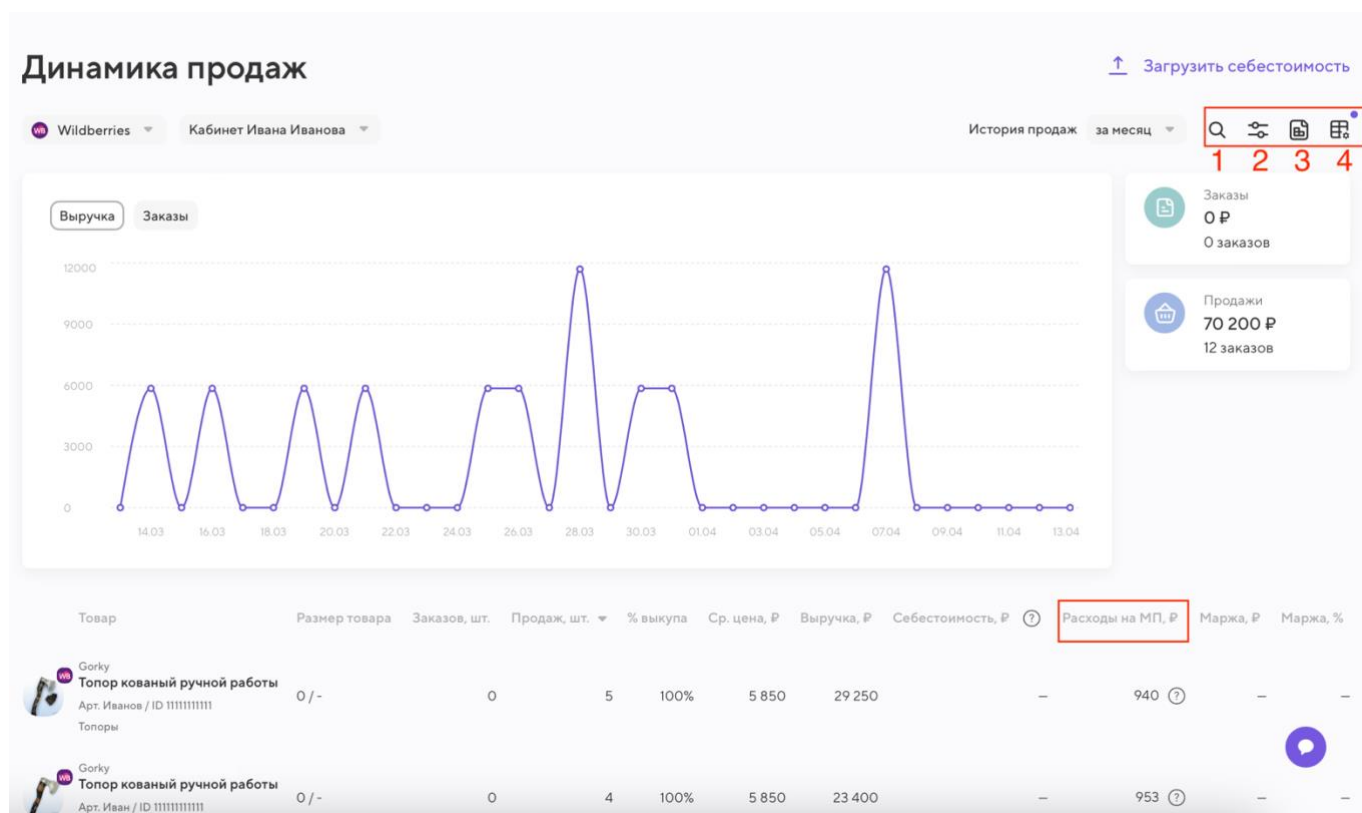 Динамика продаж
Загрузить себестоимость
Wildberries
Кабинет Ивана Иванова
История продаж за месяц
1 2 3 4
Выручка Заказы
Заказы
0 ₽
0 заказов
Продажи
70 200 ₽
12 заказов
12000
9000
6000
3000
0
14.03 16.03 18.03 20.03 22.03 24.03 26.03 28.03 30.03 01.04 03.04 05.04 07.04 09.04 11.04 13.04
Товар Размер товара Заказов, шт. Продаж, шт. % выкупа Ср. цена, ₽ Выручка, ₽ Себестоимость, ₽ ? Расходы на МП, ₽ Маржа, ₽ Маржа, %
Gorky
WB
Топор кованый ручной работы
0 / - 0 5 100% 5 850 29 250 – 940 ? – –
Арт. Иванов / ID 11111111111
Топоры
Gorky
WB
Топор кованый ручной работы
0 / - 0 4 100% 5 850 23 400 – 953 ? – –
Арт. Иван / ID 111111111111